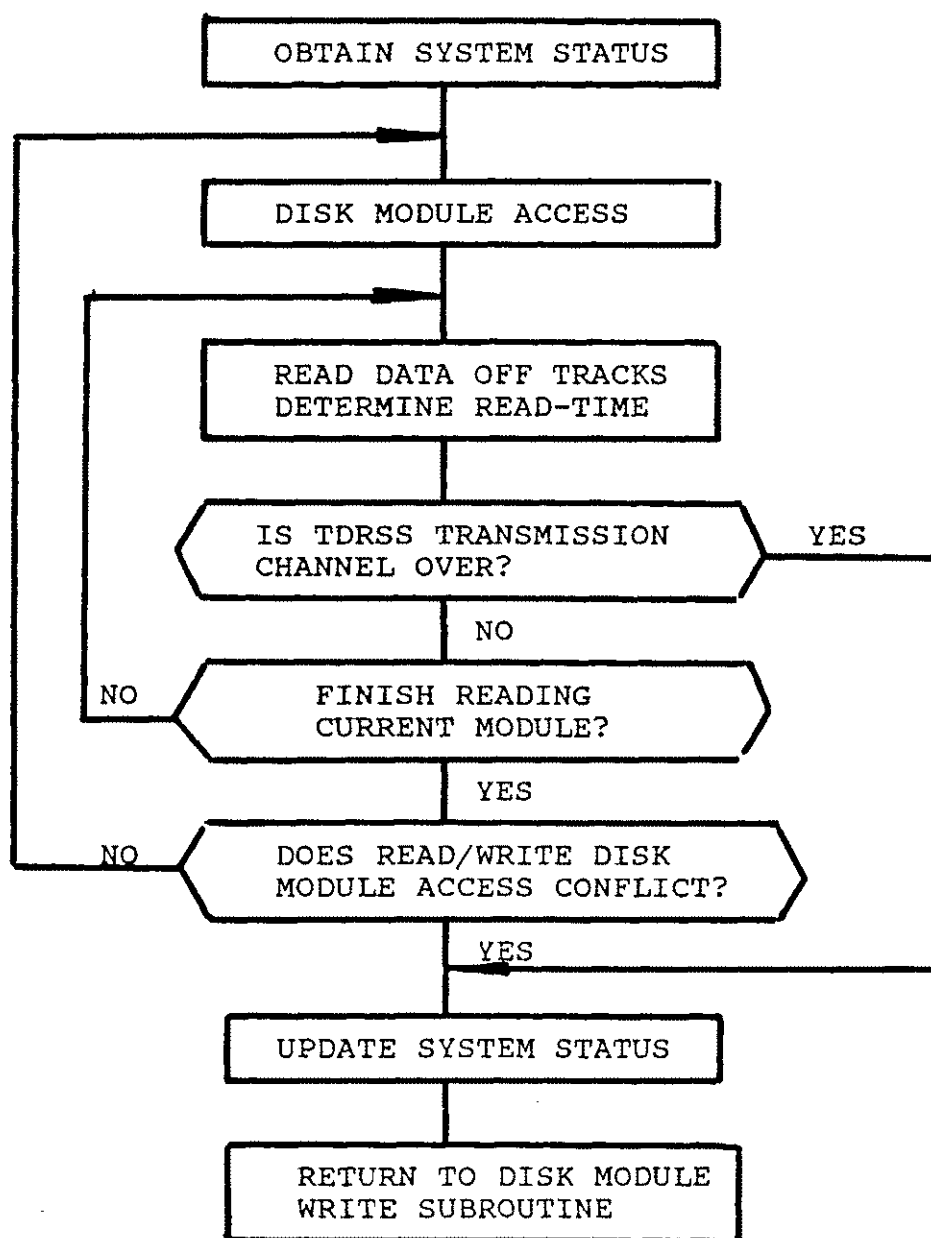 OBTAIN SYSTEM STATUS
DISK MODULE ACCESS
READ DATA OFF TRACKS
DETERMINE READ-TIME
IS TDRSS TRANSMISSION
CHANNEL OVER?
YES
NO
NO
FINISH READING
CURRENT MODULE?
YES
NO
DOES READ/WRITE DISK
MODULE ACCESS CONFLICT?
YES
UPDATE SYSTEM STATUS
RETURN TO DISK MODULE
WRITE SUBROUTINE